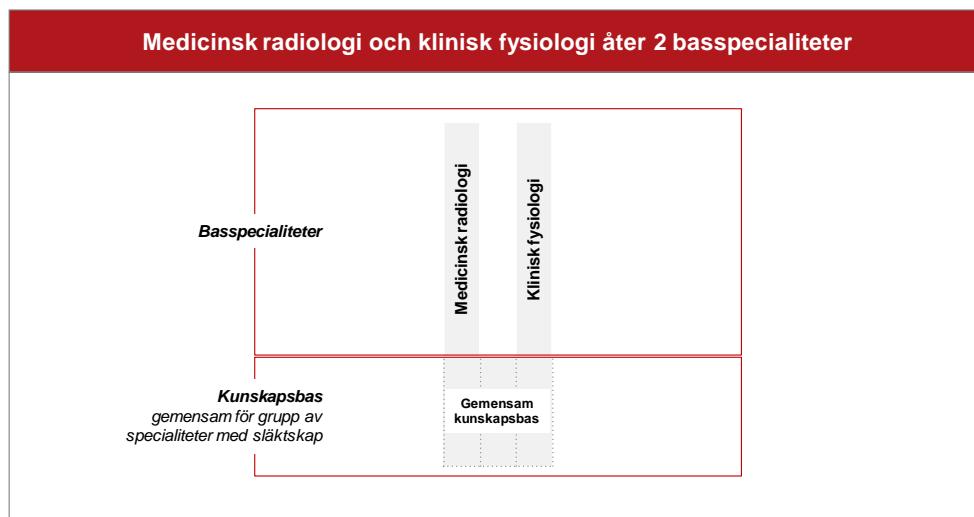 Medicinsk radiologi och klinisk fysiologi åter 2 basspecialiteter
Basspecialiteter
Medicinsk radiologi
Klinisk fysiologi
Kunskapsbas
gemensam för grupp av
specialiteter med släktskap
Gemensam
kunskapsbas